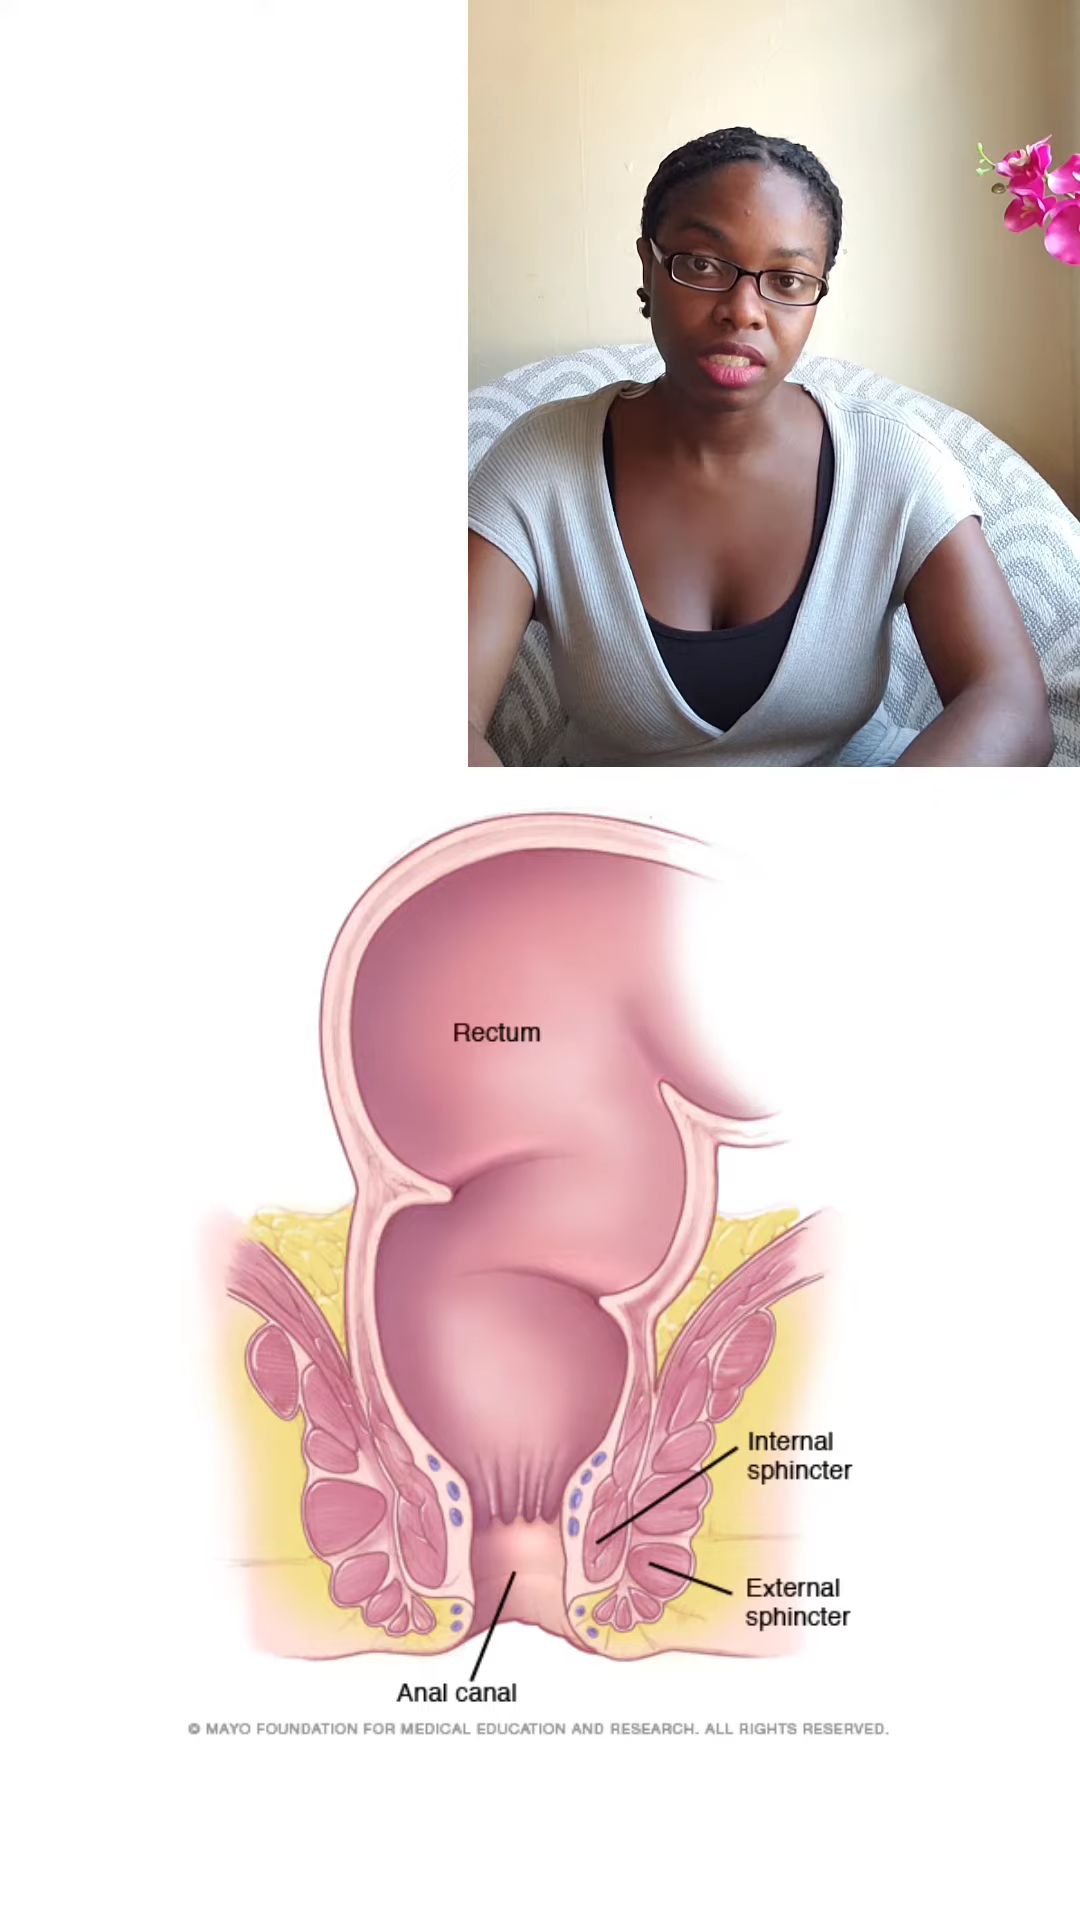 Rectum
Internal
sphincter
External
sphincter
Anal canal
© MAYO FOUNDATION FOR MEDICAL EDUCATION AND RESEARCH. ALL RIGHTS RESERVED.